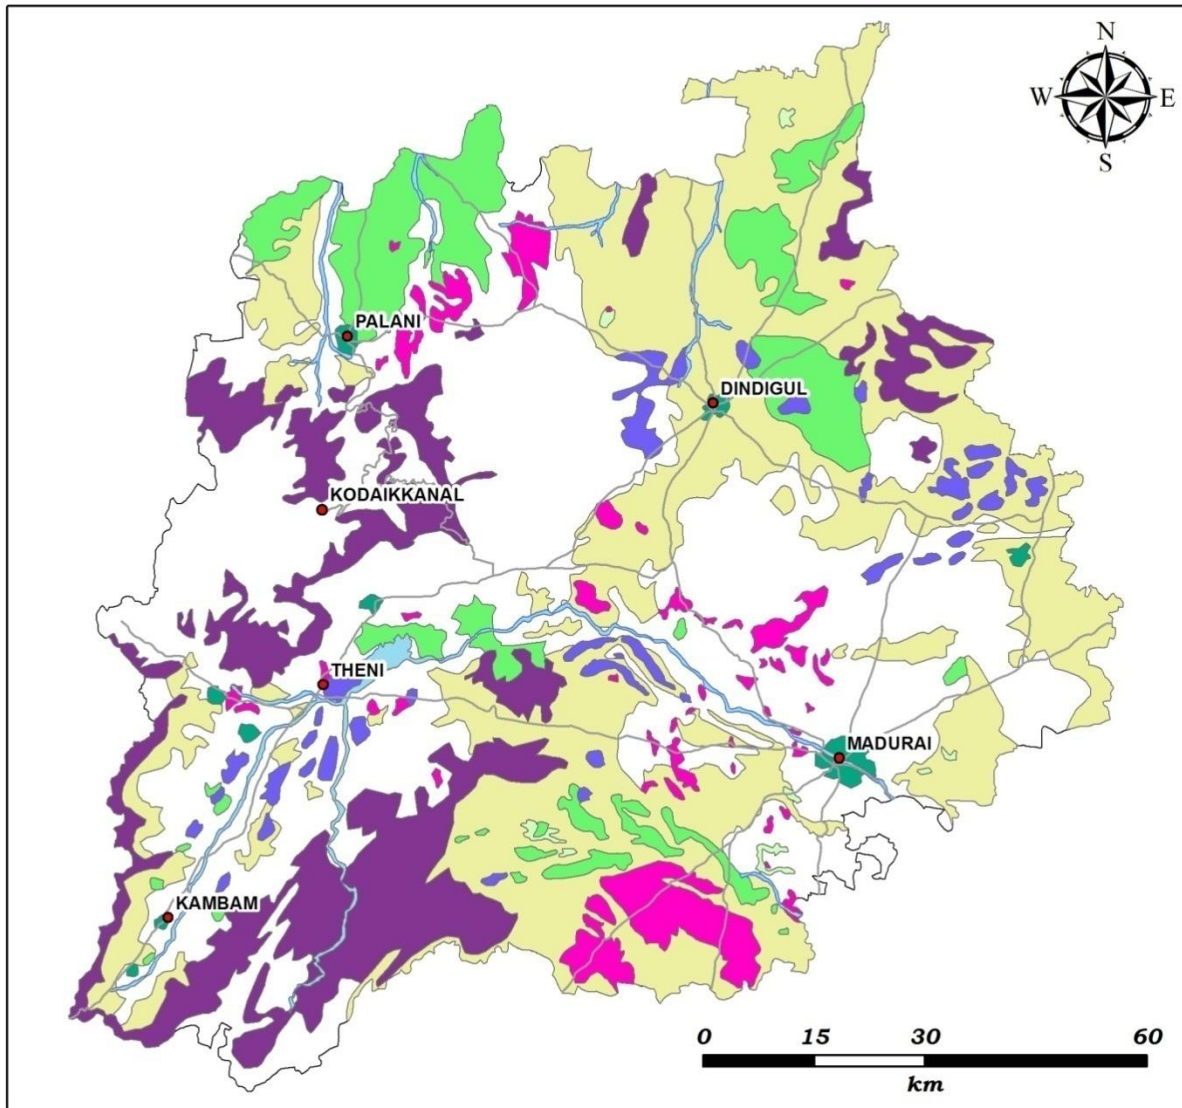 N
W E
S
PALANI
DINDIGUL
KODAIKKANAL
THENI
MADURAI
KAMBAM
0 15 30 60
km